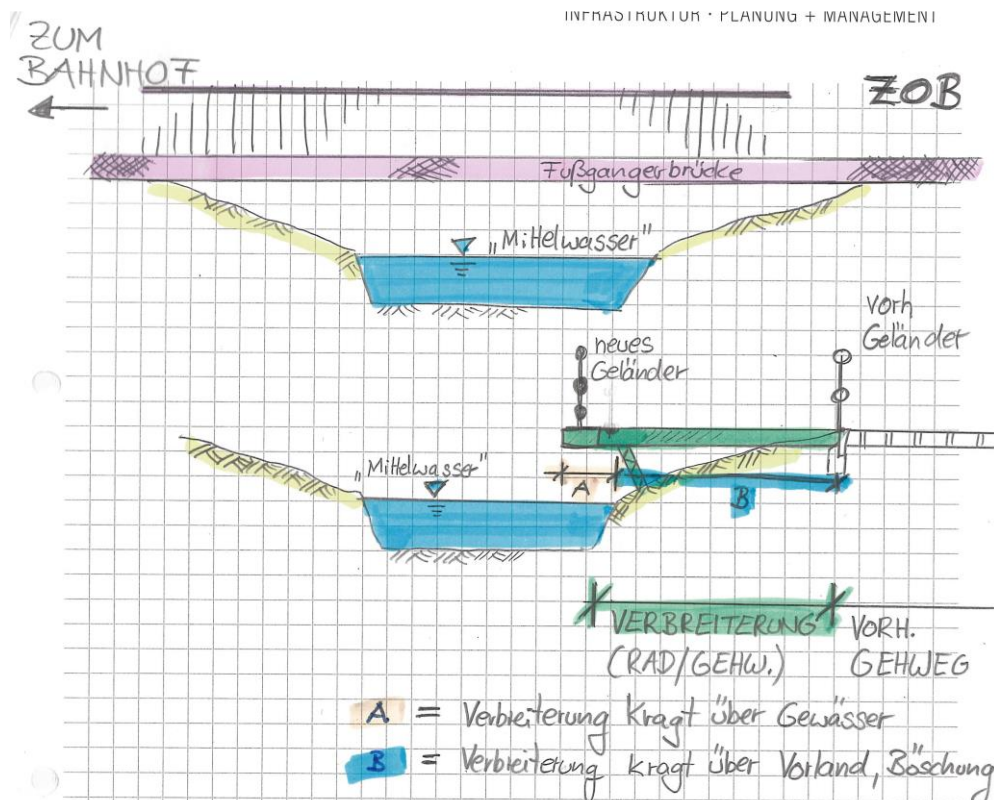 INFRASTRUKTUR · PLANUNG + MANAGEMENT
ZUM
BAHNHOF
ZOB
Fußgangerbrücke
"Mittelwasser"
vorh
Geländer
neues
Geländer
"Mittelwasser"
A
B
VERBREITERUNG
(RAD/GEHW.)
VORH.
GEHWEG
A = Verbreiterung kragt über Gewässer
B = Verbreiterung kragt über Vorland, Böschung